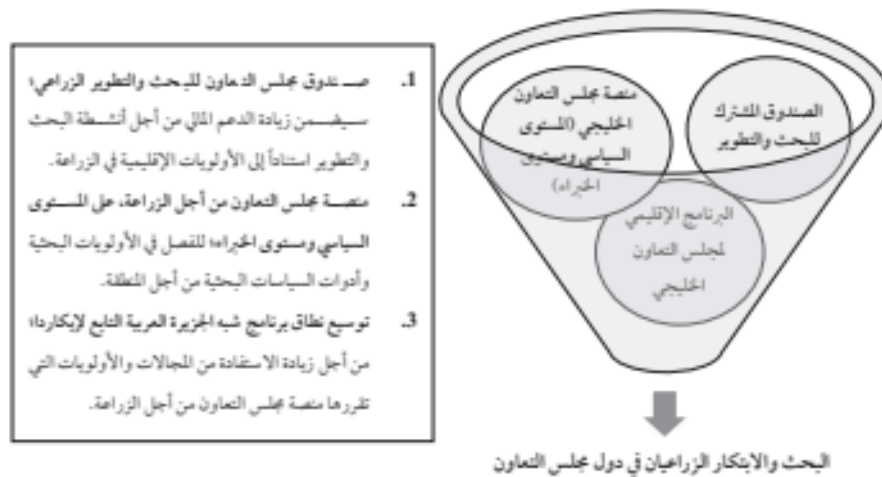 1. صندوق مجلس التعاون للبحث والتطوير الزراعي؛
سيضمن زيادة الدعم المالي من أجل أنشطة البحث
والتطوير استناداً إلى الأولويات الإقليمية في الزراعة.
2. منصة مجلس التعاون من أجل الزراعة، على المستوى
السياسي ومستوى الخبراء؛ للفصل في الأولويات البحثية
وأدوات السياسات البحثية من أجل المنطقة.
3. توسيع نطاق برنامج شبه الجزيرة العربية التابع لإيكاردا؛
من أجل زيادة الاستفادة من المجالات والأولويات التي
تقررها منصة مجلس التعاون من أجل الزراعة.
الصندوق المشترك
للبحث والتطوير
منصة مجلس التعاون
الخليجي (المستوى
السياسي ومستوى
الخبراء)
البرنامج الإقليمي
لمجلس التعاون
الخليجي
البحث والابتكار الزراعيان في دول مجلس التعاون